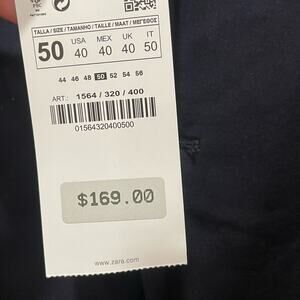 TALLA / SIZE / TAMANHO / TAILLE / MAAT / ΜΕΓΕΘΟΣ
50 USA MEX UK IT
40 40 40 50
44 46 48 50 52 54 56
ART.: 1564 / 320 / 400
01564320400500
$169.00
www.zara.com